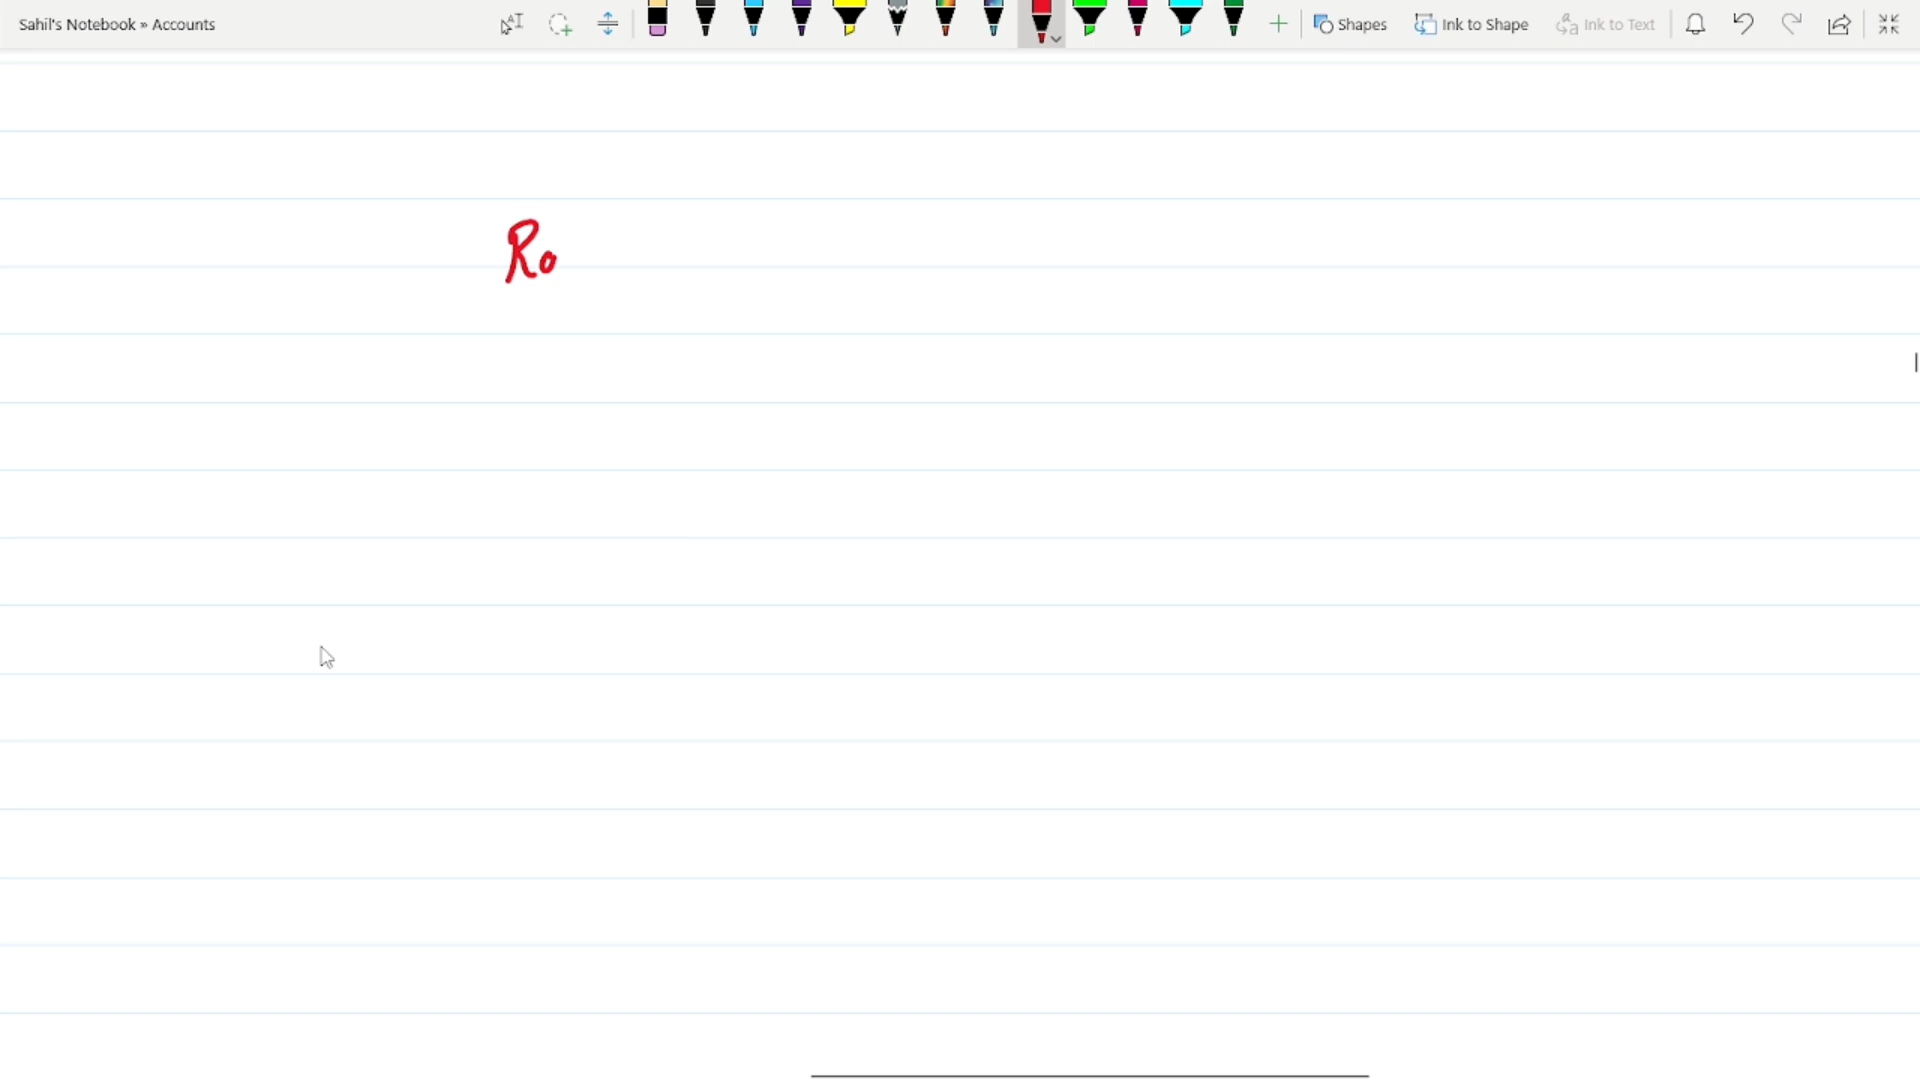 Sahil's Notebook » Accounts
Shapes
Ink to Shape
Ink to Text
Ro